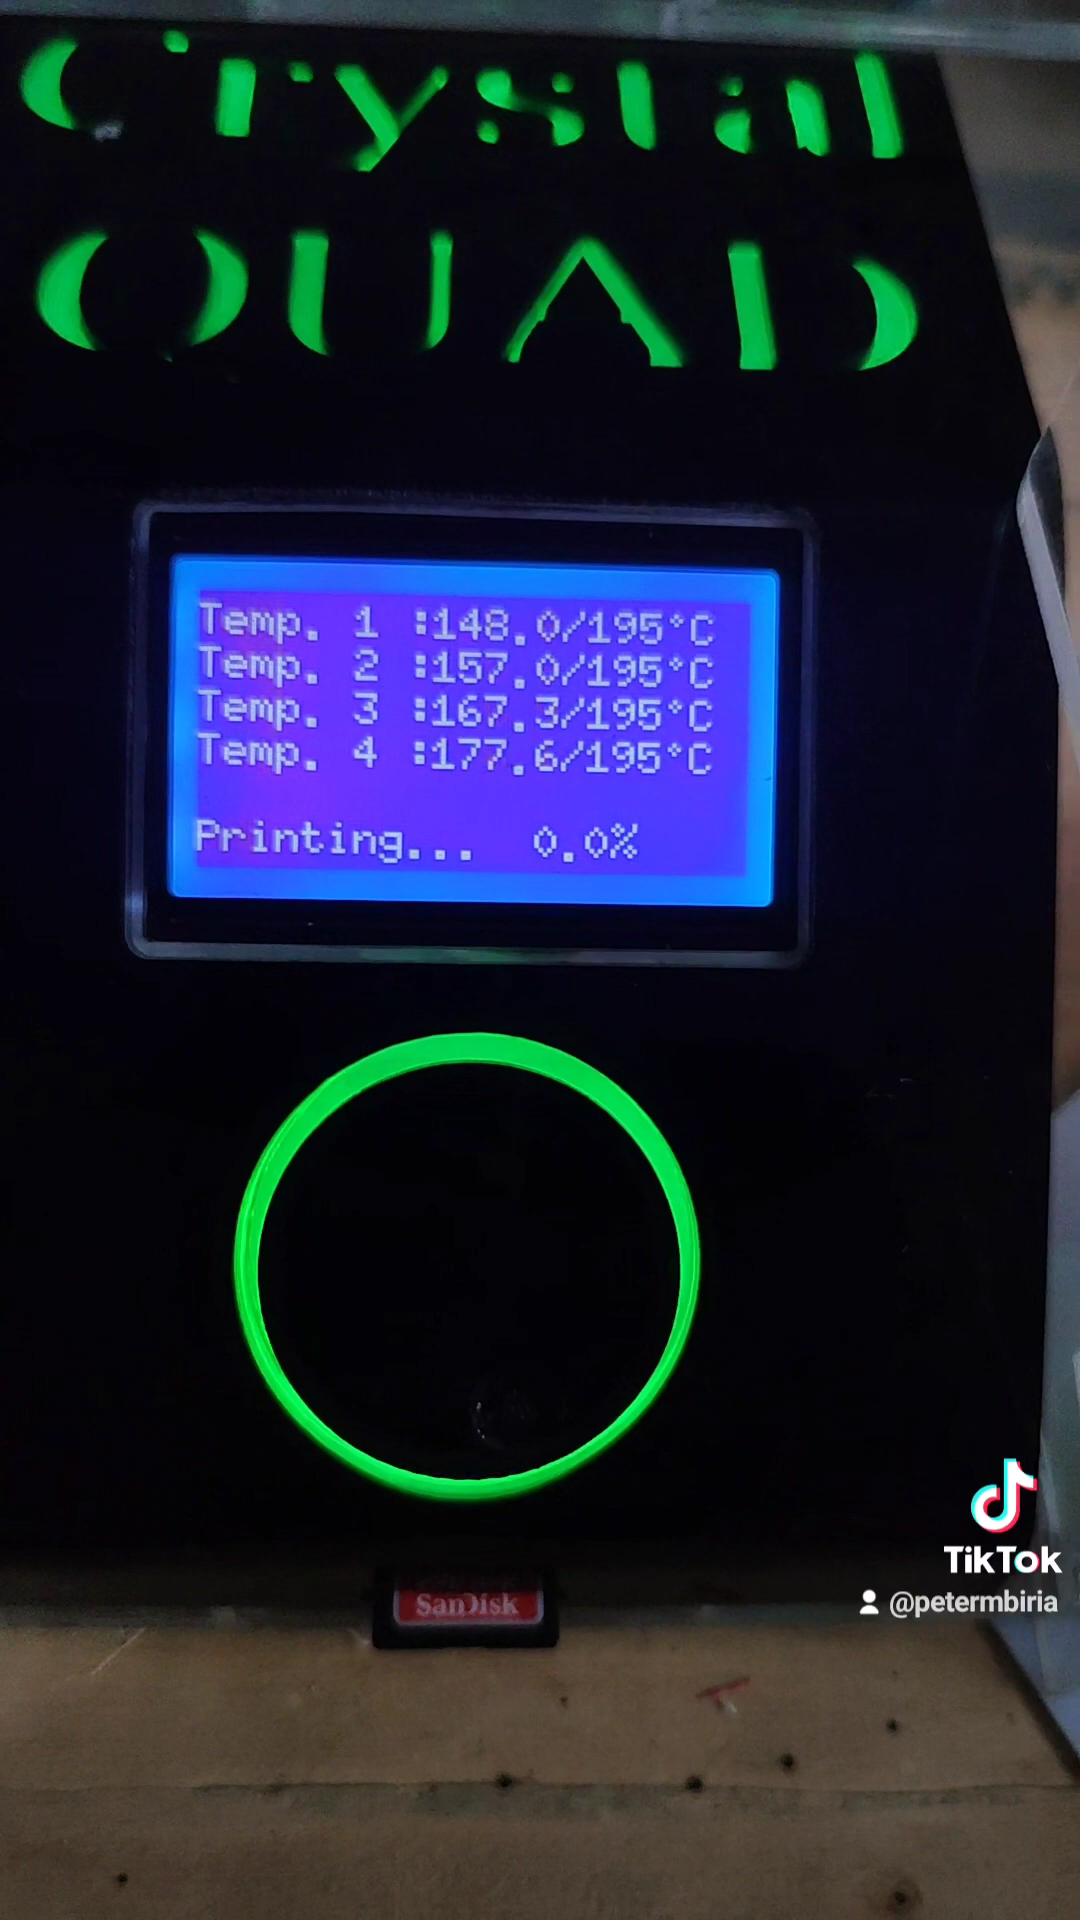 Crystal
QUAD
Temp. 1 :148.0/195°C
Temp. 2 :157.0/195°C
Temp. 3 :167.3/195°C
Temp. 4 :177.6/195°C
Printing... 0.0%
TikTok
@petermbiria
SanDisk